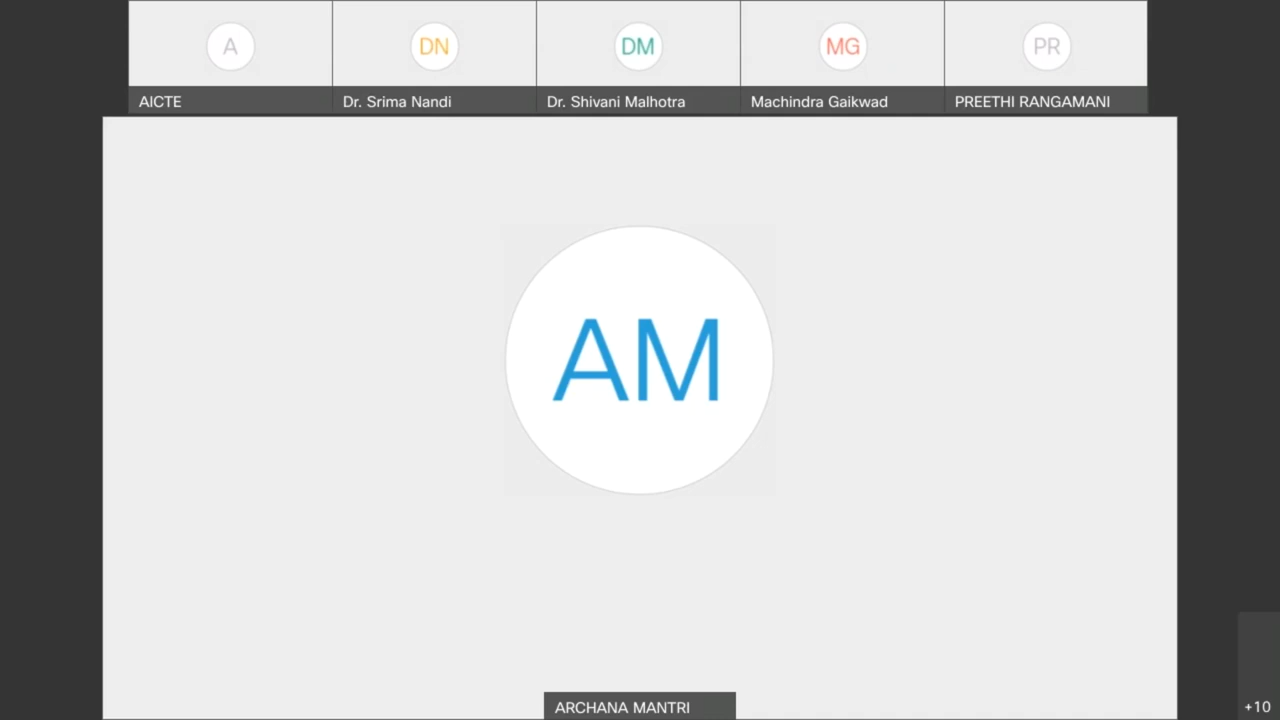 A
DN
DM
MG
PR
AICTE
Dr. Srima Nandi
Dr. Shivani Malhotra
Machindra Gaikwad
PREETHI RANGAMANI
AM
ARCHANA MANTRI
+10